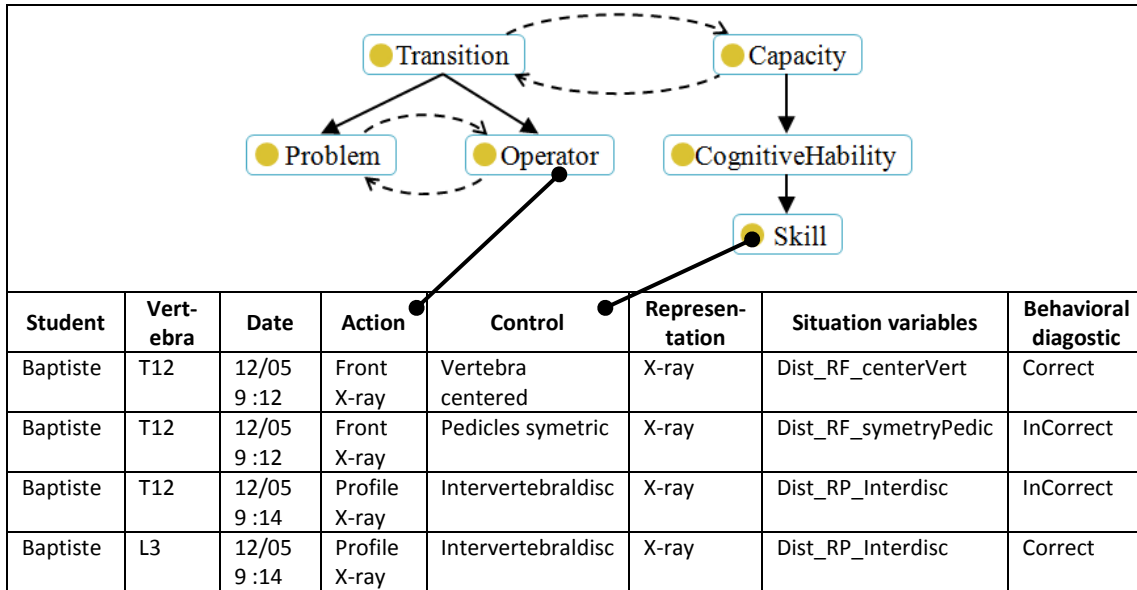 Transition
Capacity
Problem
Operator
CognitiveHability
Skill
Student
Vert-
ebra
Date
Action
Control
Represen-
tation
Situation variables
Behavioral
diagostic
Baptiste
T12
12/05
9 :12
Front
X-ray
Vertebra
centered
X-ray
Dist_RF_centerVert
Correct
Baptiste
T12
12/05
9 :12
Front
X-ray
Pedicles symetric
X-ray
Dist_RF_symetryPedic
InCorrect
Baptiste
T12
12/05
9 :14
Profile
X-ray
Intervertebraldisc
X-ray
Dist_RP_Interdisc
InCorrect
Baptiste
L3
12/05
9 :14
Profile
X-ray
Intervertebraldisc
X-ray
Dist_RP_Interdisc
Correct